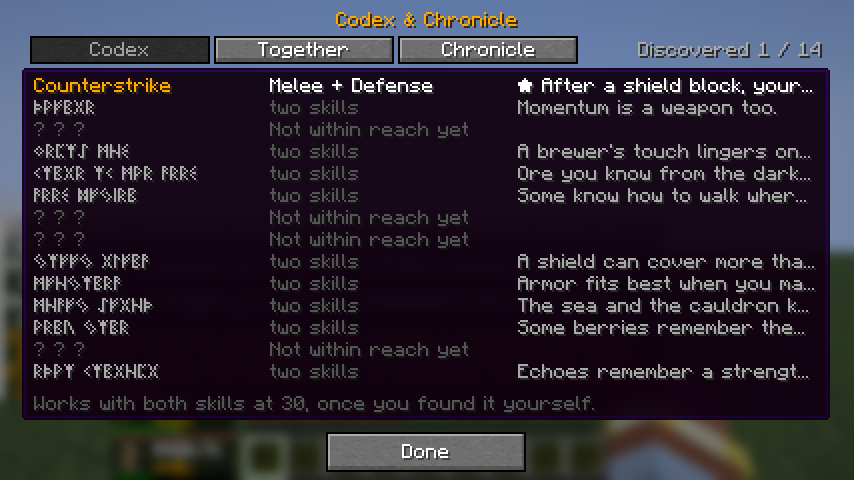 Codex & Chronicle
Codex Together Chronicle Discovered 1 / 14
Counterstrike Melee + Defense ★ After a shield block, your...
two skills Momentum is a weapon too.
? ? ? Not within reach yet
two skills A brewer's touch lingers on...
two skills Ore you know from the dark...
two skills Some know how to walk wher...
? ? ? Not within reach yet
? ? ? Not within reach yet
two skills A shield can cover more tha...
two skills Armor fits best when you ma...
two skills The sea and the cauldron k...
two skills Some berries remember the...
? ? ? Not within reach yet
two skills Echoes remember a strengt...
Works with both skills at 30, once you found it yourself.
Done